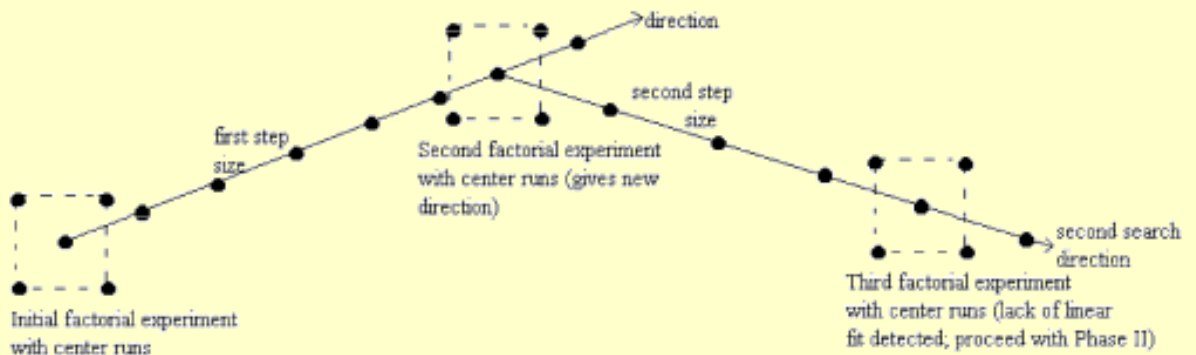 direction
second step
size
first step
size
Second factorial experiment
with center runs (gives new
direction)
second search
direction
Third factorial experiment
with center runs (lack of linear
fit detected; proceed with Phase II)
Initial factorial experiment
with center runs